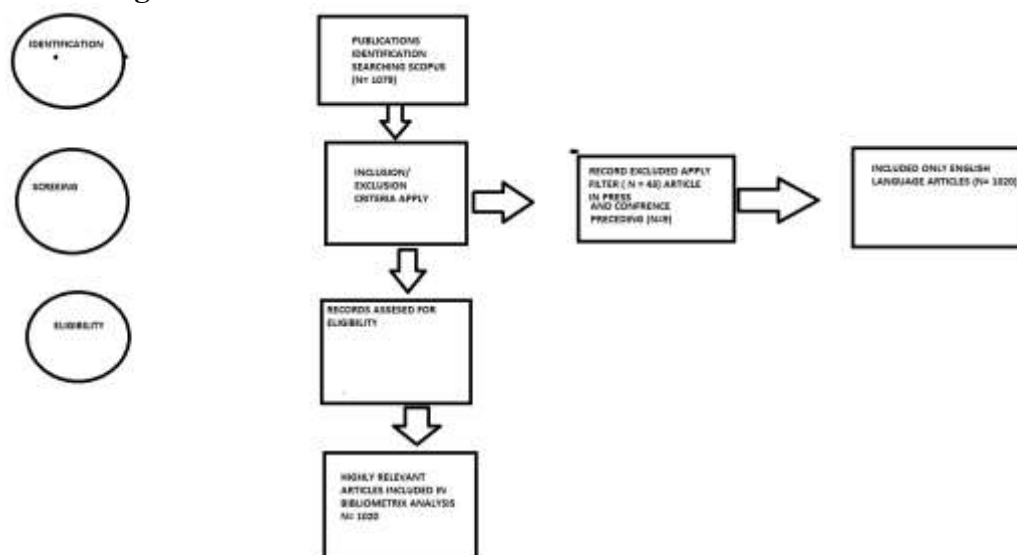 IDENTIFICATION
PUBLICATIONS
IDENTIFICATION
SEARCHING SCOPUS
(N= 1079)
SCREKING
INCLUSION/
EXCLUSION
CRITERIA APPLY
RECORD EXCLUDED APPLY
FILTER ( N = 43) ARTICLE
IN PRESS
AND CONFRENCE
PRECEDING (N=9)
INCLUDED ONLY ENGLISH
LANGUAGE ARTICLES (N= 1020)
ELIGIBILITY
RECORDS ASSESED FOR
ELIGIBILITY
HIGHLY RELEVANT
ARTICLES INCLUDED IN
BIBLIOMETRIX ANALYSIS
N= 1020